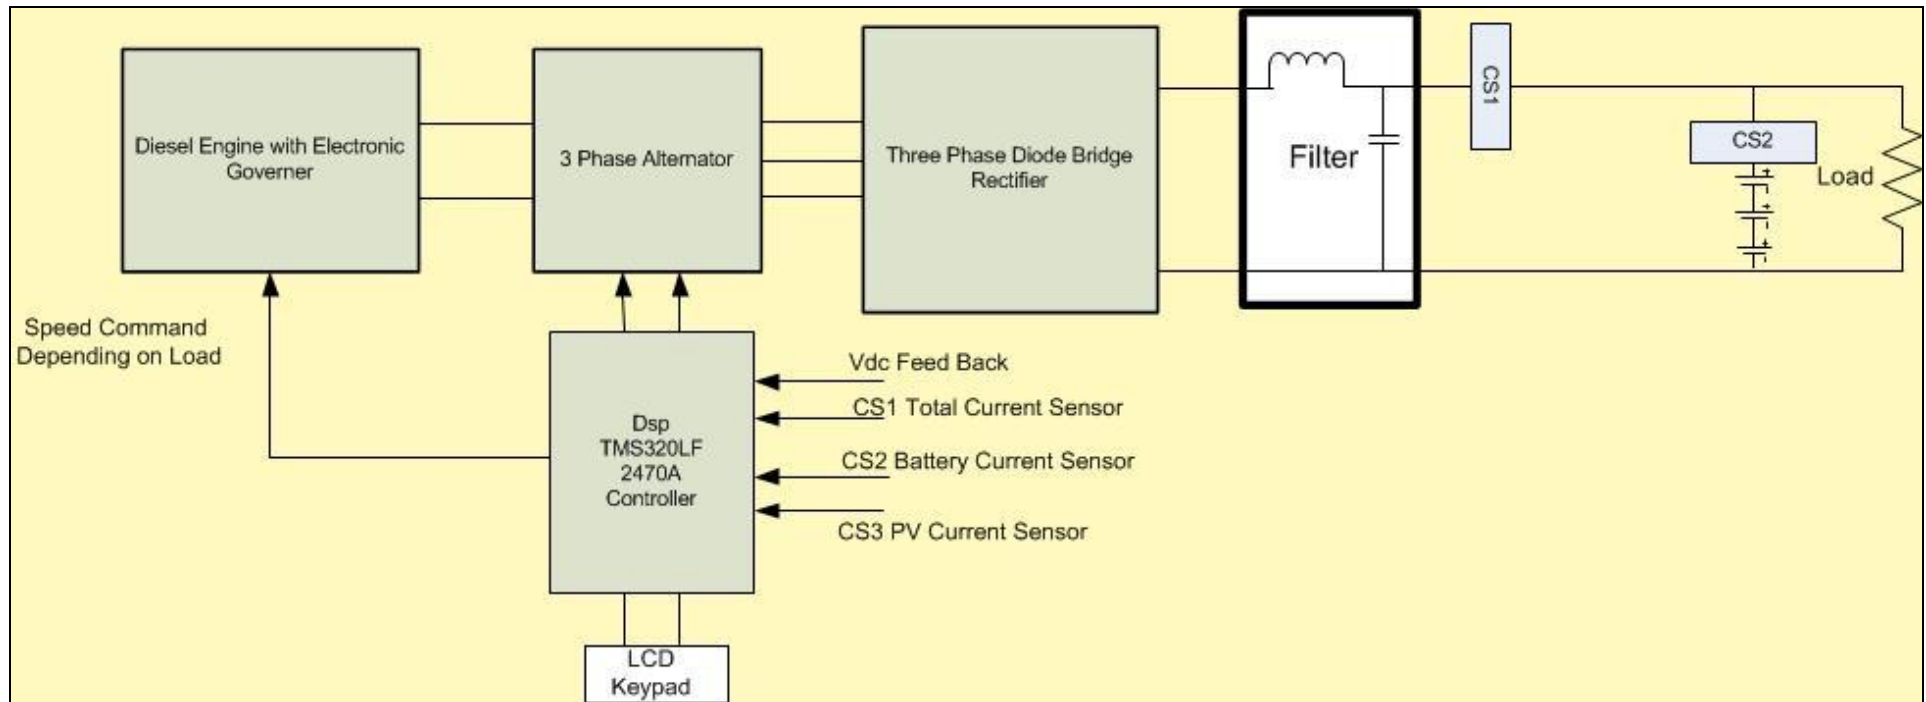 Diesel Engine with Electronic
Governer
3 Phase Alternator
Three Phase Diode Bridge
Rectifier
Filter
CS1
CS2
Load
Speed Command
Depending on Load
Dsp
TMS320LF
2470A
Controller
Vdc Feed Back
CS1 Total Current Sensor
CS2 Battery Current Sensor
CS3 PV Current Sensor
LCD
Keypad